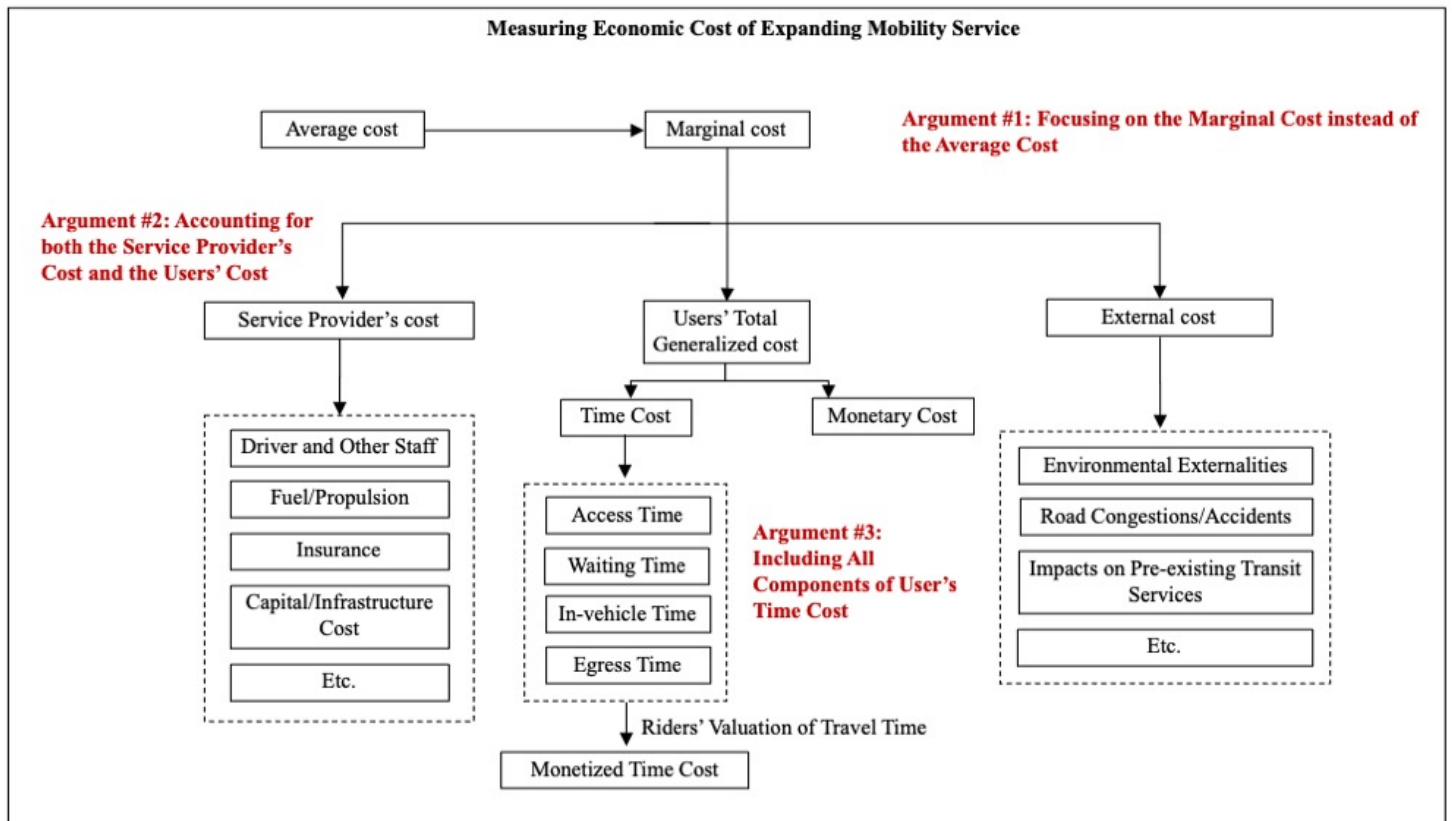 Measuring Economic Cost of Expanding Mobility Service
Average cost
Marginal cost
Argument #1: Focusing on the Marginal Cost instead of
the Average Cost
Argument #2: Accounting for
both the Service Provider's
Cost and the Users' Cost
Service Provider's cost
Users' Total
Generalized cost
External cost
Time Cost
Monetary Cost
Driver and Other Staff
Fuel/Propulsion
Insurance
Capital/Infrastructure
Cost
Etc.
Access Time
Waiting Time
In-vehicle Time
Egress Time
Argument #3:
Including All
Components of User's
Time Cost
Environmental Externalities
Road Congestions/Accidents
Impacts on Pre-existing Transit
Services
Etc.
Riders' Valuation of Travel Time
Monetized Time Cost